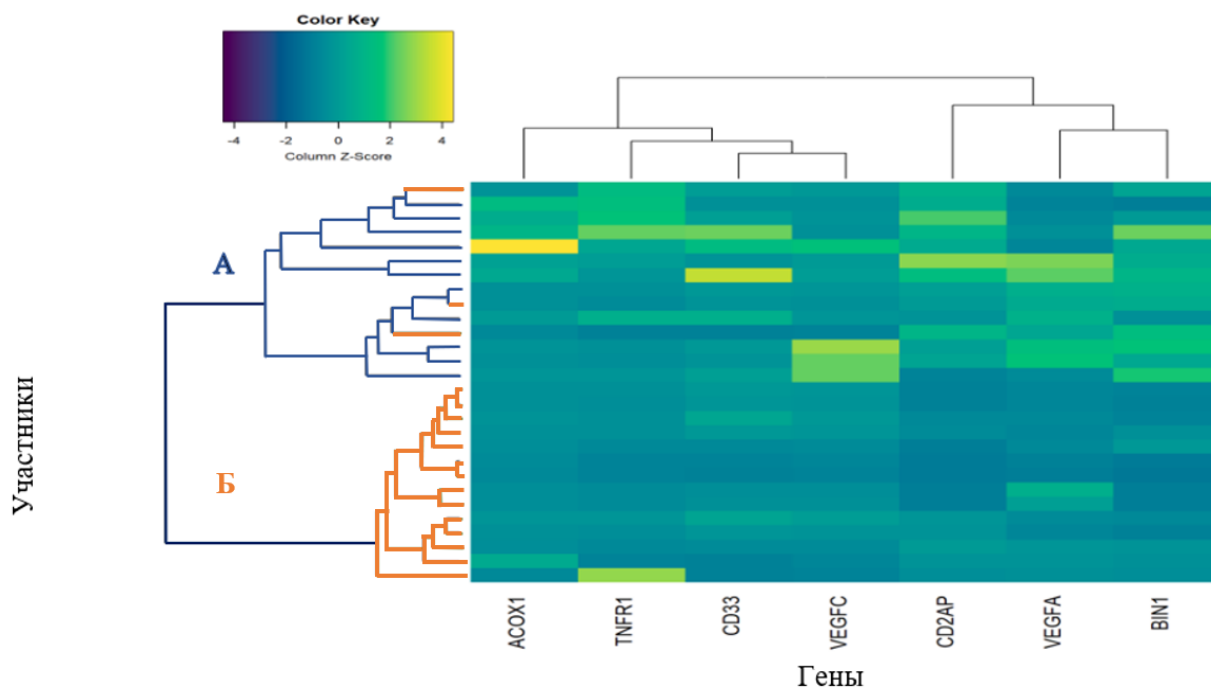 Color Key
-4 -2 0 2 4
Column Z-Score
А
Б
Участники
ACOX1
TNFR1
CD33
VEGFC
CD2AP
VEGFA
BIN1
Гены